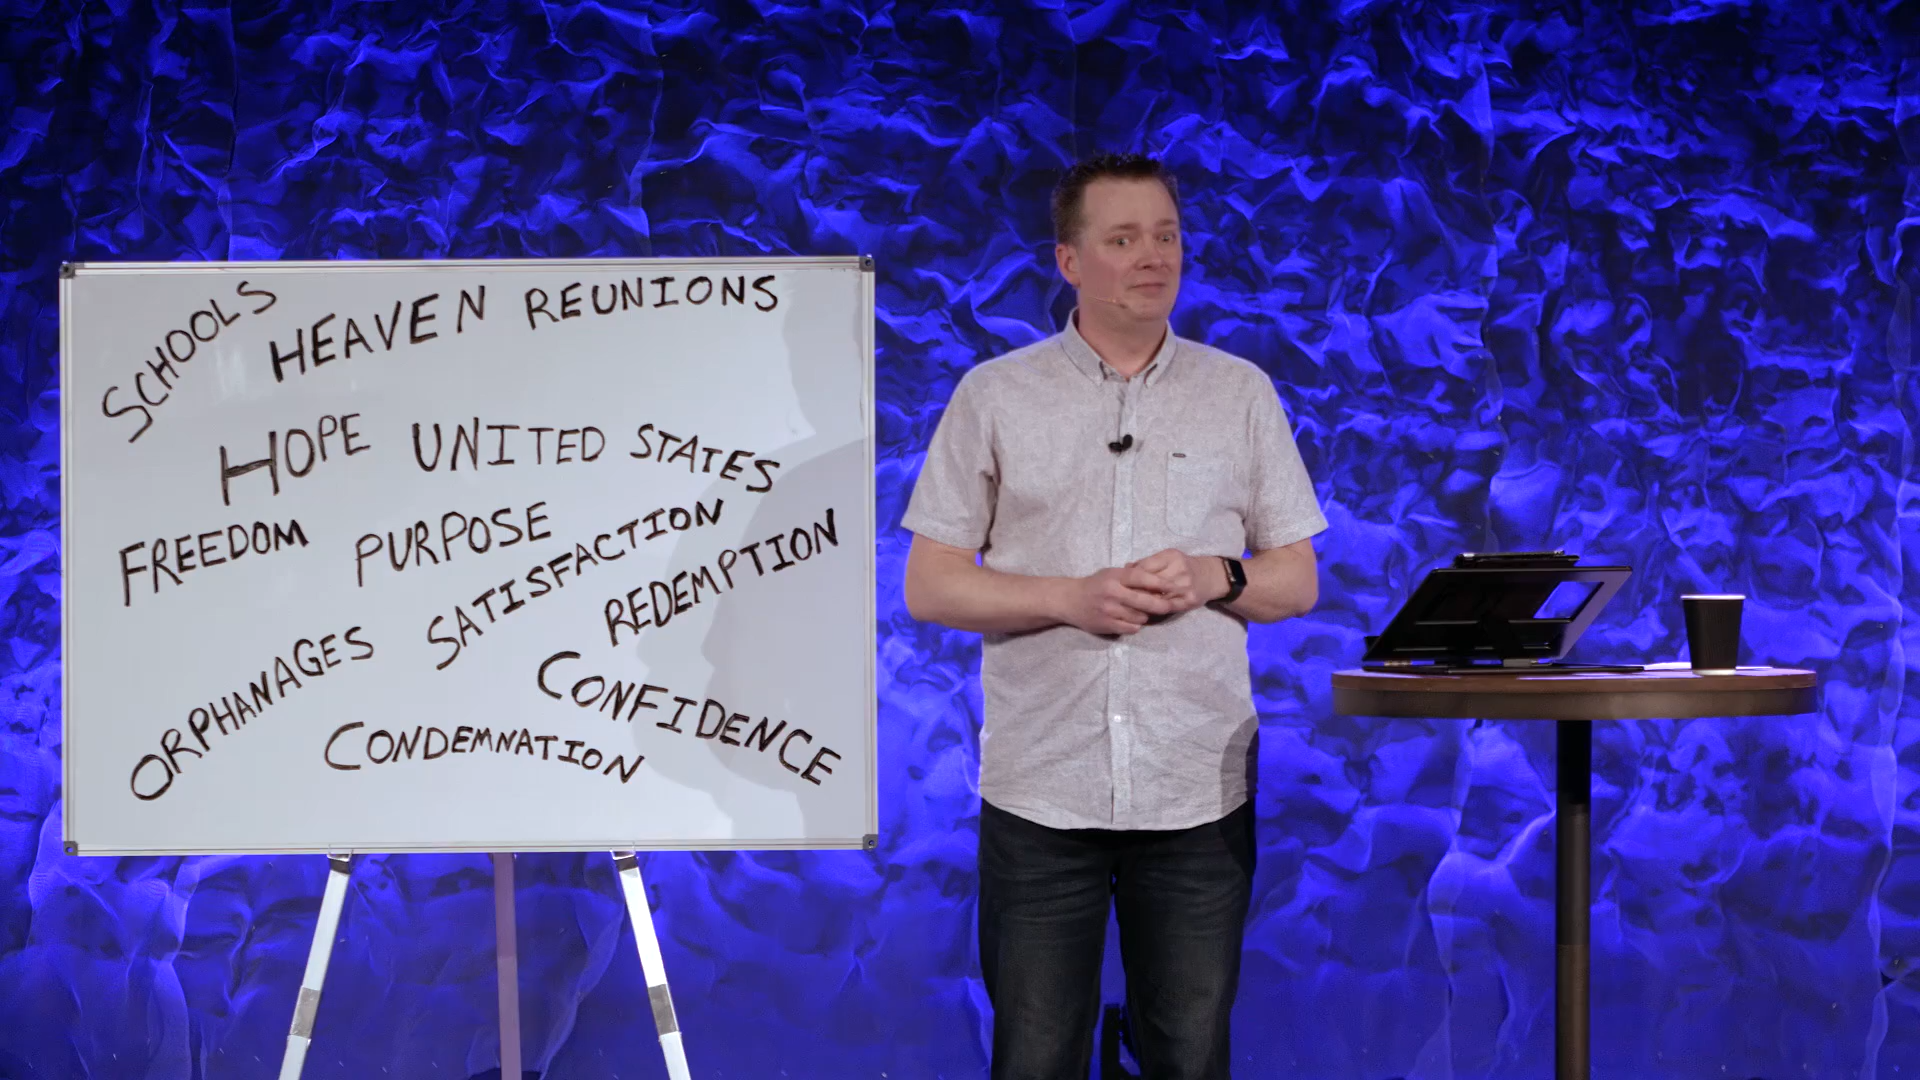 SCHOOLS
HEAVEN REUNIONS
HOPE UNITED STATES
FREEDOM PURPOSE
SATISFACTION
REDEMPTION
ORPHANAGES
CONFIDENCE
CONDEMNATION